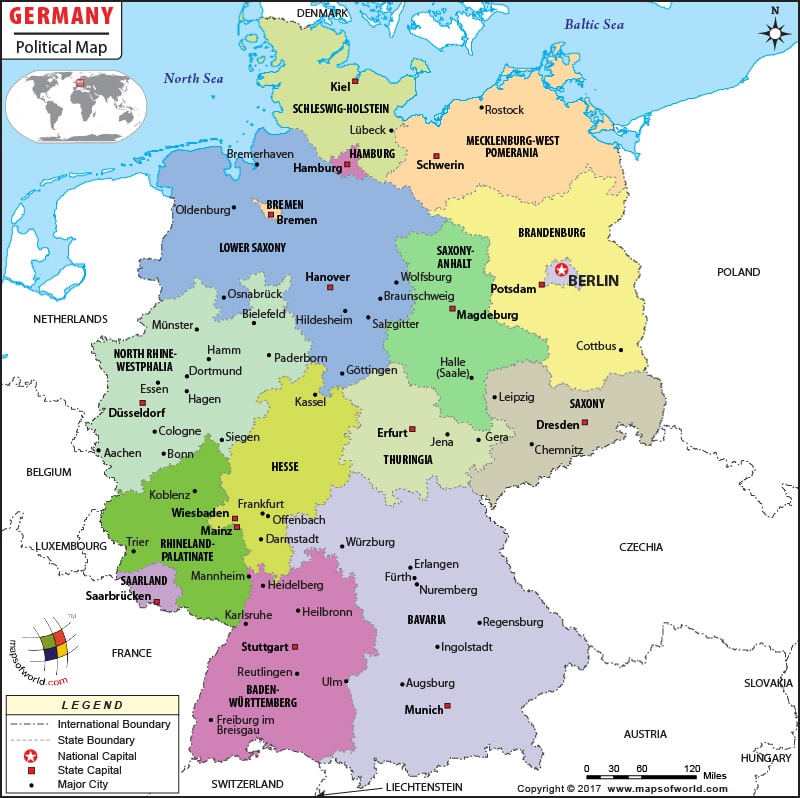 GERMANY
Political Map
DENMARK
Baltic Sea
N
North Sea
Kiel
SCHLESWIG-HOLSTEIN
Lübeck
Rostock
MECKLENBURG-WEST
POMERANIA
Schwerin
HAMBURG
Hamburg
Bremerhaven
Oldenburg
BREMEN
Bremen
LOWER SAXONY
BRANDENBURG
SAXONY-
ANHALT
POLAND
Hanover
Wolfsburg
Potsdam
BERLIN
Osnabrück
Braunschweig
Magdeburg
NETHERLANDS
Bielefeld
Hildesheim
Salzgitter
Münster
Cottbus
NORTH RHINE-
WESTPHALIA
Hamm
Paderborn
Dortmund
Göttingen
Halle
(Saale)
Essen
Hagen
Kassel
Leipzig
SAXONY
Düsseldorf
Cologne
Siegen
Erfurt
Jena
Gera
Dresden
Chemnitz
Aachen
Bonn
HESSE
THURINGIA
BELGIUM
Koblenz
Frankfurt
Wiesbaden
Offenbach
Mainz
Darmstadt
Würzburg
LUXEMBOURG
Trier
RHINELAND-
PALATINATE
CZECHIA
Erlangen
Fürth
Nuremberg
SAARLAND
Mannheim
Heidelberg
Saarbrücken
Karlsruhe
Heilbronn
BAVARIA
Regensburg
TM
mapsofworld.com
FRANCE
Stuttgart
Ingolstadt
Reutlingen
Ulm
Augsburg
SLOVAKIA
BADEN-
WÜRTTEMBERG
Munich
LEGEND
International Boundary
State Boundary
National Capital
State Capital
Major City
Freiburg im
Breisgau
AUSTRIA
HUNGARY
SWITZERLAND
LIECHTENSTEIN
0 30 60 120
Miles
Copyright © 2017 www.mapsofworld.com